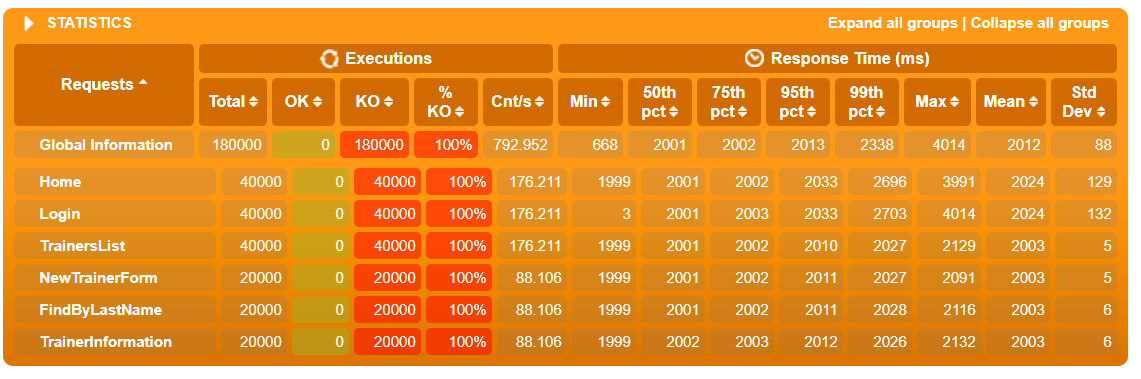 STATISTICS Expand all groups | Collapse all groups
Requests Executions Response Time (ms)
Total OK KO % KO Cnt/s Min 50th pct 75th pct 95th pct 99th pct Max Mean Std Dev
Global Information 180000 0 180000 100% 792.952 668 2001 2002 2013 2338 4014 2012 88
Home 40000 0 40000 100% 176.211 1999 2001 2002 2033 2696 3991 2024 129
Login 40000 0 40000 100% 176.211 3 2001 2003 2033 2703 4014 2024 132
TrainersList 40000 0 40000 100% 176.211 1999 2001 2002 2010 2027 2129 2003 5
NewTrainerForm 20000 0 20000 100% 88.106 1999 2001 2002 2011 2027 2091 2003 5
FindByLastName 20000 0 20000 100% 88.106 1999 2001 2002 2011 2028 2116 2003 6
TrainerInformation 20000 0 20000 100% 88.106 1999 2002 2003 2012 2026 2132 2003 6